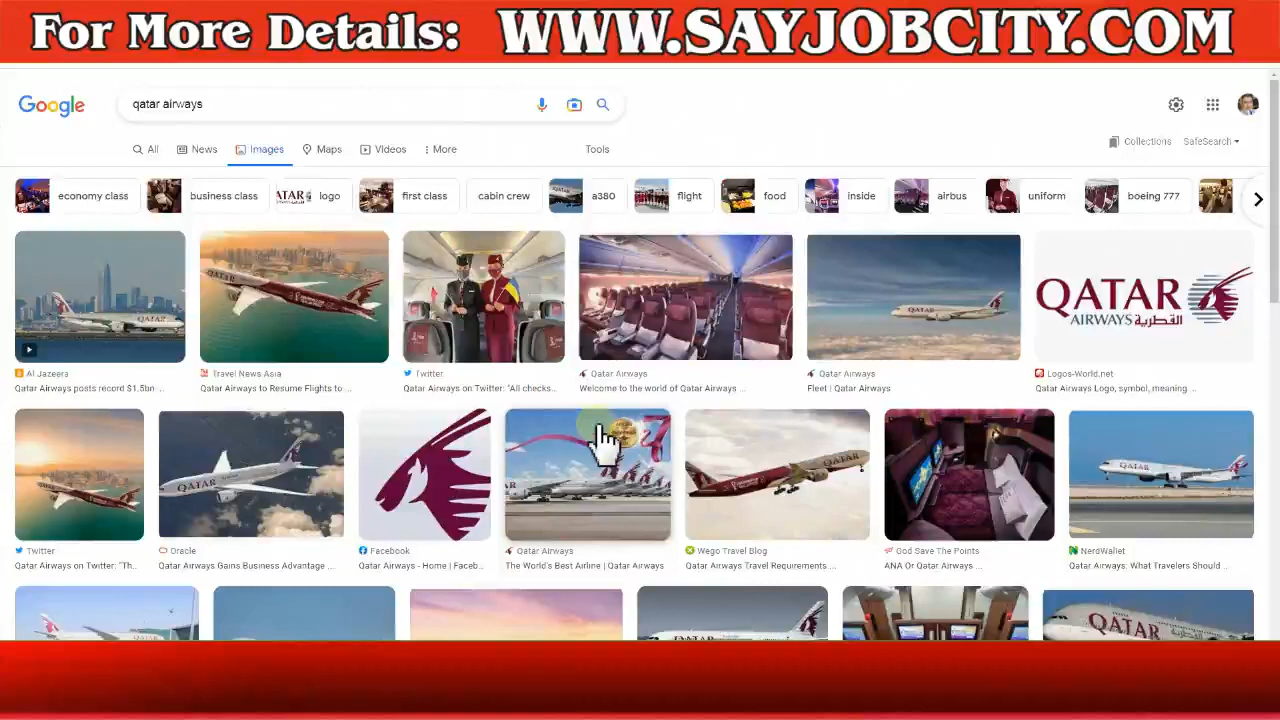 For More Details: WWW.SAYJOBCITY.COM
Google
qatar airways
All News Images Maps Videos More Tools
Collections SafeSearch
economy class business class logo first class cabin crew a380 flight food inside airbus uniform boeing 777
QATAR
AIRWAYS القطرية
Al Jazeera
Qatar Airways posts record $1.5bn ...
Travel News Asia
Qatar Airways to Resume Flights to ...
Twitter
Qatar Airways on Twitter: "All checks...
Qatar Airways
Welcome to the world of Qatar Airways ...
Qatar Airways
Fleet | Qatar Airways
Logos-World.net
Qatar Airways Logo, symbol, meaning ...
QATAR
QATAR
Twitter
Qatar Airways on Twitter: "Th...
Oracle
Qatar Airways Gains Business Advantage ...
Facebook
Qatar Airways - Home | Faceb...
Qatar Airways
The World's Best Airline | Qatar Airways
Wego Travel Blog
Qatar Airways Travel Requirements ...
God Save The Points
ANA Or Qatar Airways ...
NerdWallet
Qatar Airways: What Travelers Should ...
QATAR القطرية